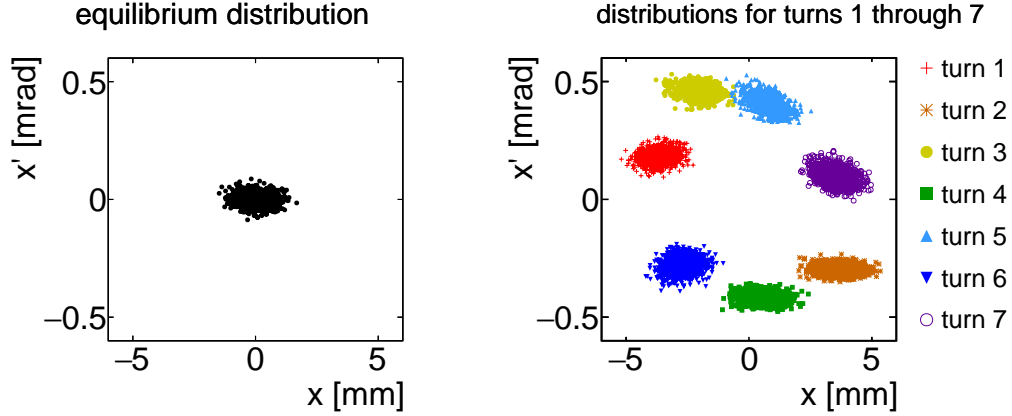 equilibrium distribution
x' [mrad]
0.5
0
−0.5
−5
0
5
x [mm]
distributions for turns 1 through 7
x' [mrad]
0.5
0
−0.5
−5
0
5
x [mm]
turn 1
turn 2
turn 3
turn 4
turn 5
turn 6
turn 7